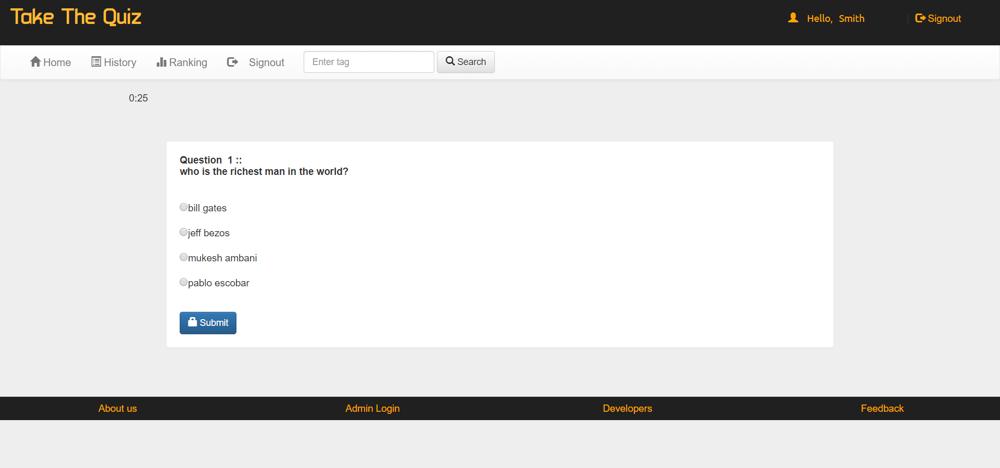 Take The Quiz
Hello, Smith | Signout
Home History Ranking Signout Enter tag Search
0:25
Question 1 ::
who is the richest man in the world?
bill gates
jeff bezos
mukesh ambani
pablo escobar
Submit
About us Admin Login Developers Feedback